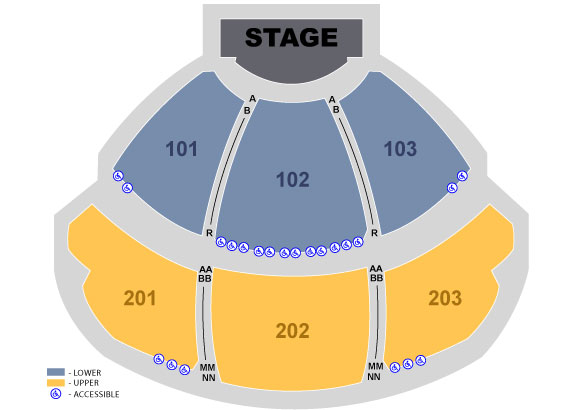 STAGE
A
A
B
B
101
102
103
R
R
AA
BB
AA
BB
201
202
203
MM
NN
MM
NN
- LOWER
- UPPER
- ACCESSIBLE